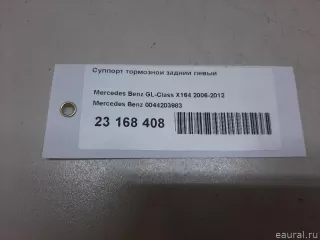 Суппорт тормозной задний левый
Mercedes Benz GL-Class X164 2006-2012
Mercedes Benz 0044203983
23 168 408
eaural.ru